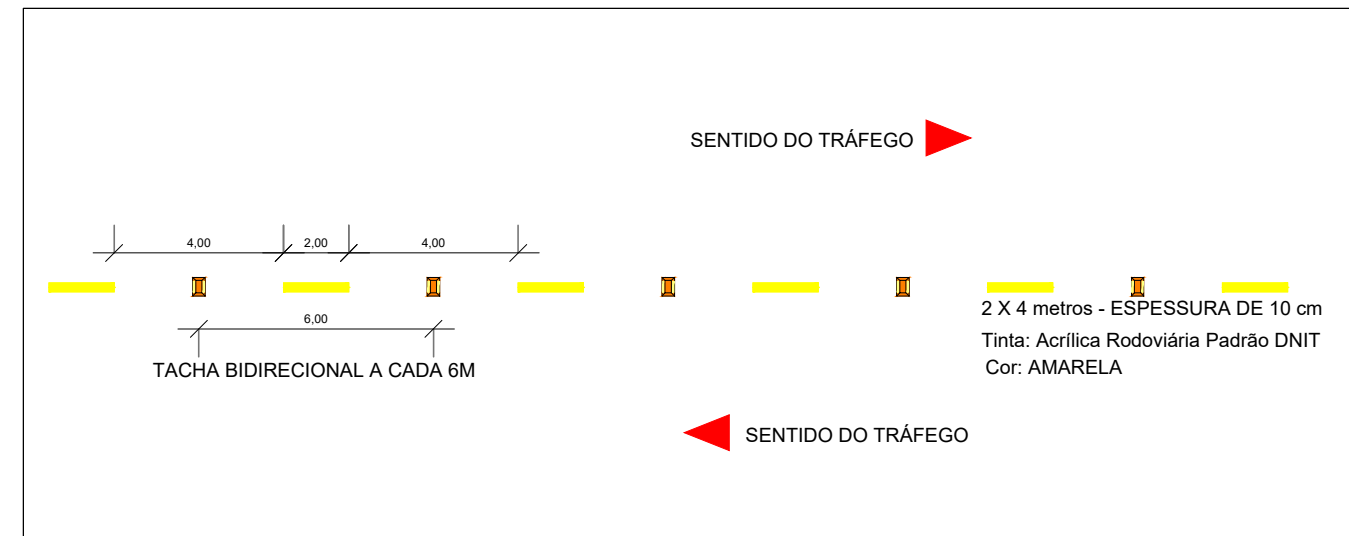 SENTIDO DO TRÁFEGO
4,00
2,00
4,00
2 X 4 metros - ESPESSURA DE 10 cm
6,00
Tinta: Acrílica Rodoviária Padrão DNIT
TACHA BIDIRECIONAL A CADA 6M
Cor: AMARELA
SENTIDO DO TRÁFEGO